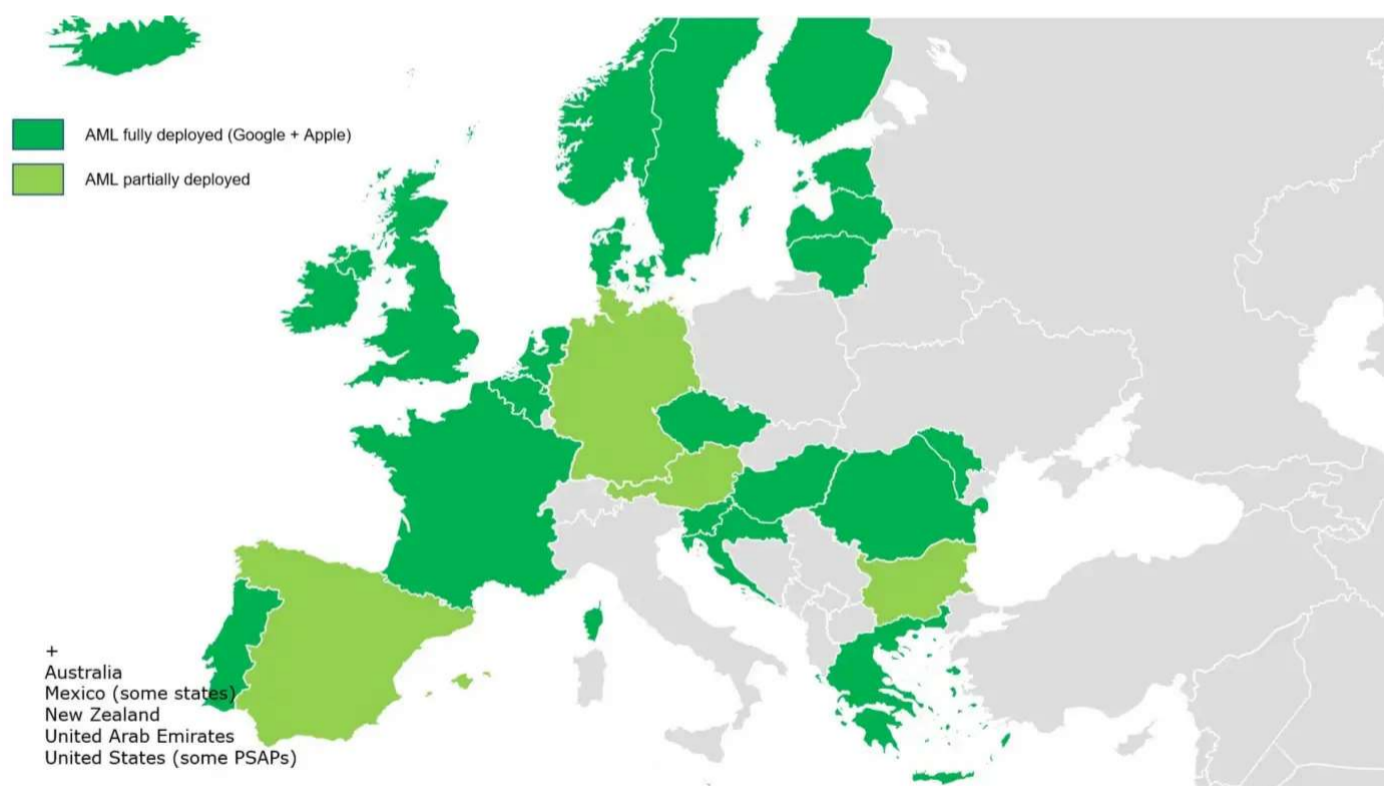 AML fully deployed (Google + Apple)
AML partially deployed
+
Australia
Mexico (some states)
New Zealand
United Arab Emirates
United States (some PSAPs)